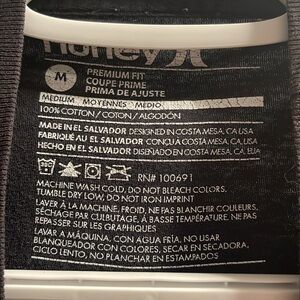 Hurley
M
PREMIUM FIT
COUPE PRIME
PRIMA DE AJUSTE
MEDIUM MOYENNES MEDIO
100% COTTON / COTON / ALGODÓN
MADE IN EL SALVADOR DESIGNED IN COSTA MESA, CA USA
FABRIQUÉ AU EL SALVADOR CONÇU À COSTA MESA, CA USA
HECHO EN EL SALVADOR DISEÑADO EN COSTA MESA, CA EUA
RN# 100691
MACHINE WASH COLD, DO NOT BLEACH COLORS,
TUMBLE DRY LOW, DO NOT IRON IMPRINT
LAVER À LA MACHINE, FROID, NE PAS BLANCHIR COULEURS,
SÉCHAGE PAR CULBUTAGE, À BASSE TEMPÉRATURE. NE PAS
REPASSER SUR LES GRAPHIQUES
LAVAR A MÁQUINA, CON AGUA FRÍA, NO USAR
BLANQUEADOR CON COLORES, SECAR EN SECADORA,
CICLO LENTO, NO PLANCHAR EN ESTAMPADOS